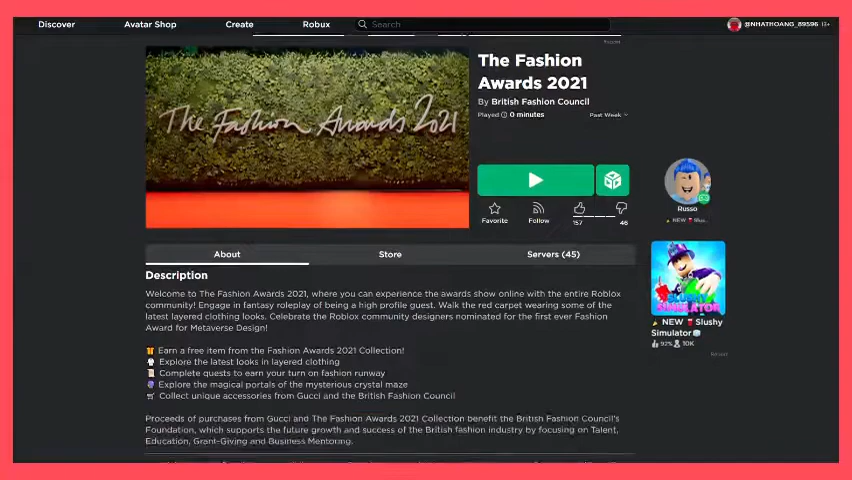 Discover Avatar Shop Create Robux Search @NHATHOANG_89596 13+
The Fashion Awards 2021
The Fashion
Awards 2021
By British Fashion Council
Played 0 minutes Past Week
Favorite Follow 157 46
Russo
NEW Slus...
About Store Servers (45)
Description
Welcome to The Fashion Awards 2021, where you can experience the awards show online with the entire Roblox
community! Engage in fantasy roleplay of being a high profile guest. Walk the red carpet wearing some of the
latest layered clothing looks. Celebrate the Roblox community designers nominated for the first ever Fashion
Award for Metaverse Design!
Earn a free item from the Fashion Awards 2021 Collection!
Explore the latest looks in layered clothing
Complete quests to earn your turn on fashion runway
Explore the magical portals of the mysterious crystal maze
Collect unique accessories from Gucci and the British Fashion Council
Proceeds of purchases from Gucci and The Fashion Awards 2021 Collection benefit the British Fashion Council's
Foundation, which supports the future growth and success of the British fashion industry by focusing on Talent,
Education, Grant-Giving and Business Mentoring.
SLUSHY
SIMULATOR
NEW Slushy
Simulator
92% 10K
Report